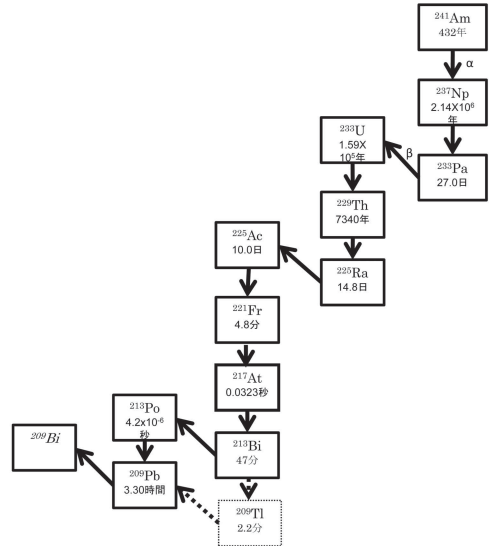 ²⁴¹Am
432年
α
²³⁷Np
2.14X10⁶
年
²³³U
1.59X
10⁵年
β
²³³Pa
27.0日
²²⁹Th
7340年
²²⁵Ac
10.0日
²²⁵Ra
14.8日
²²¹Fr
4.8分
²¹⁷At
0.0323秒
²¹³Po
4.2x10⁻⁶
秒
²⁰⁹Bi
²¹³Bi
47分
²⁰⁹Pb
3.30時間
²⁰⁹Tl
2.2分